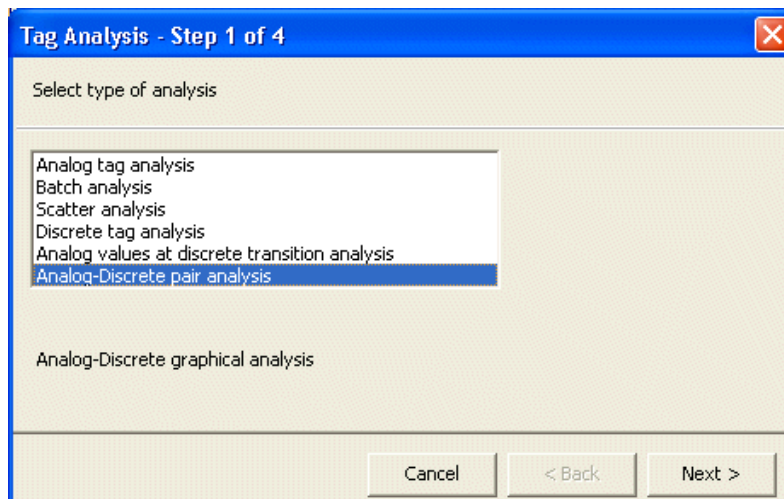 Tag Analysis - Step 1 of 4
Select type of analysis
Analog tag analysis
Batch analysis
Scatter analysis
Discrete tag analysis
Analog values at discrete transition analysis
Analog-Discrete pair analysis
Analog-Discrete graphical analysis
Cancel < Back Next >